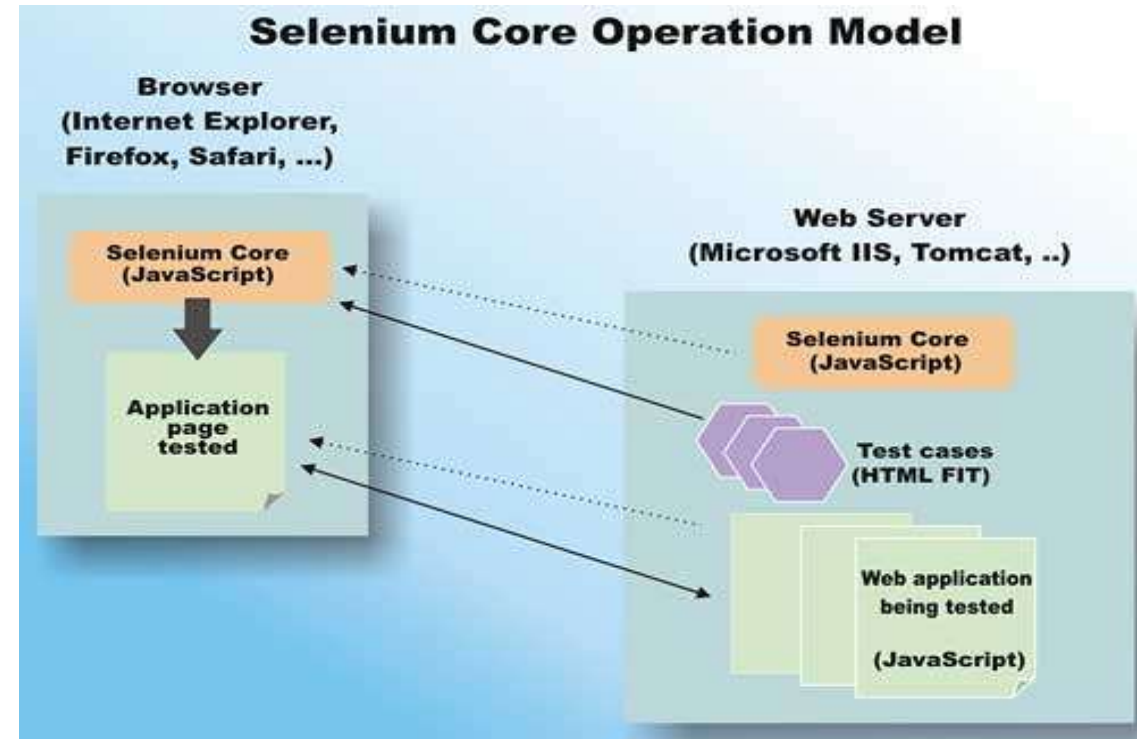 Selenium Core Operation Model
Browser
(Internet Explorer,
Firefox, Safari, ...)
Selenium Core
(JavaScript)
Application
page
tested
Web Server
(Microsoft IIS, Tomcat, ..)
Selenium Core
(JavaScript)
Test cases
(HTML FIT)
Web application
being tested
(JavaScript)